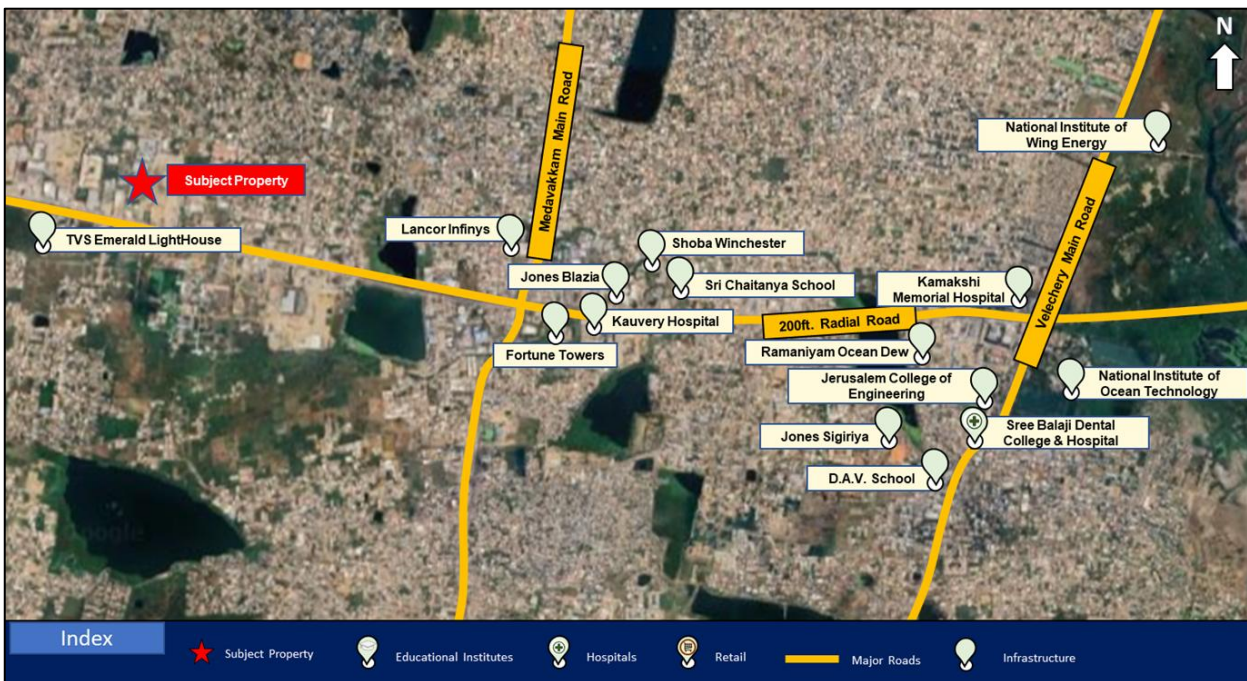 N
National Institute of
Wing Energy
Medavakkam Main Road
Subject Property
Velechery Main Road
TVS Emerald LightHouse
Lancor Infinys
Shoba Winchester
Jones Blazia
Sri Chaitanya School
Kamakshi
Memorial Hospital
Kauvery Hospital
200ft. Radial Road
Fortune Towers
Ramaniyam Ocean Dew
Jerusalem College of
Engineering
National Institute of
Ocean Technology
Jones Sigiriya
Sree Balaji Dental
College & Hospital
D.A.V. School
Google
Index
Subject Property
Educational Institutes
Hospitals
Retail
Major Roads
Infrastructure